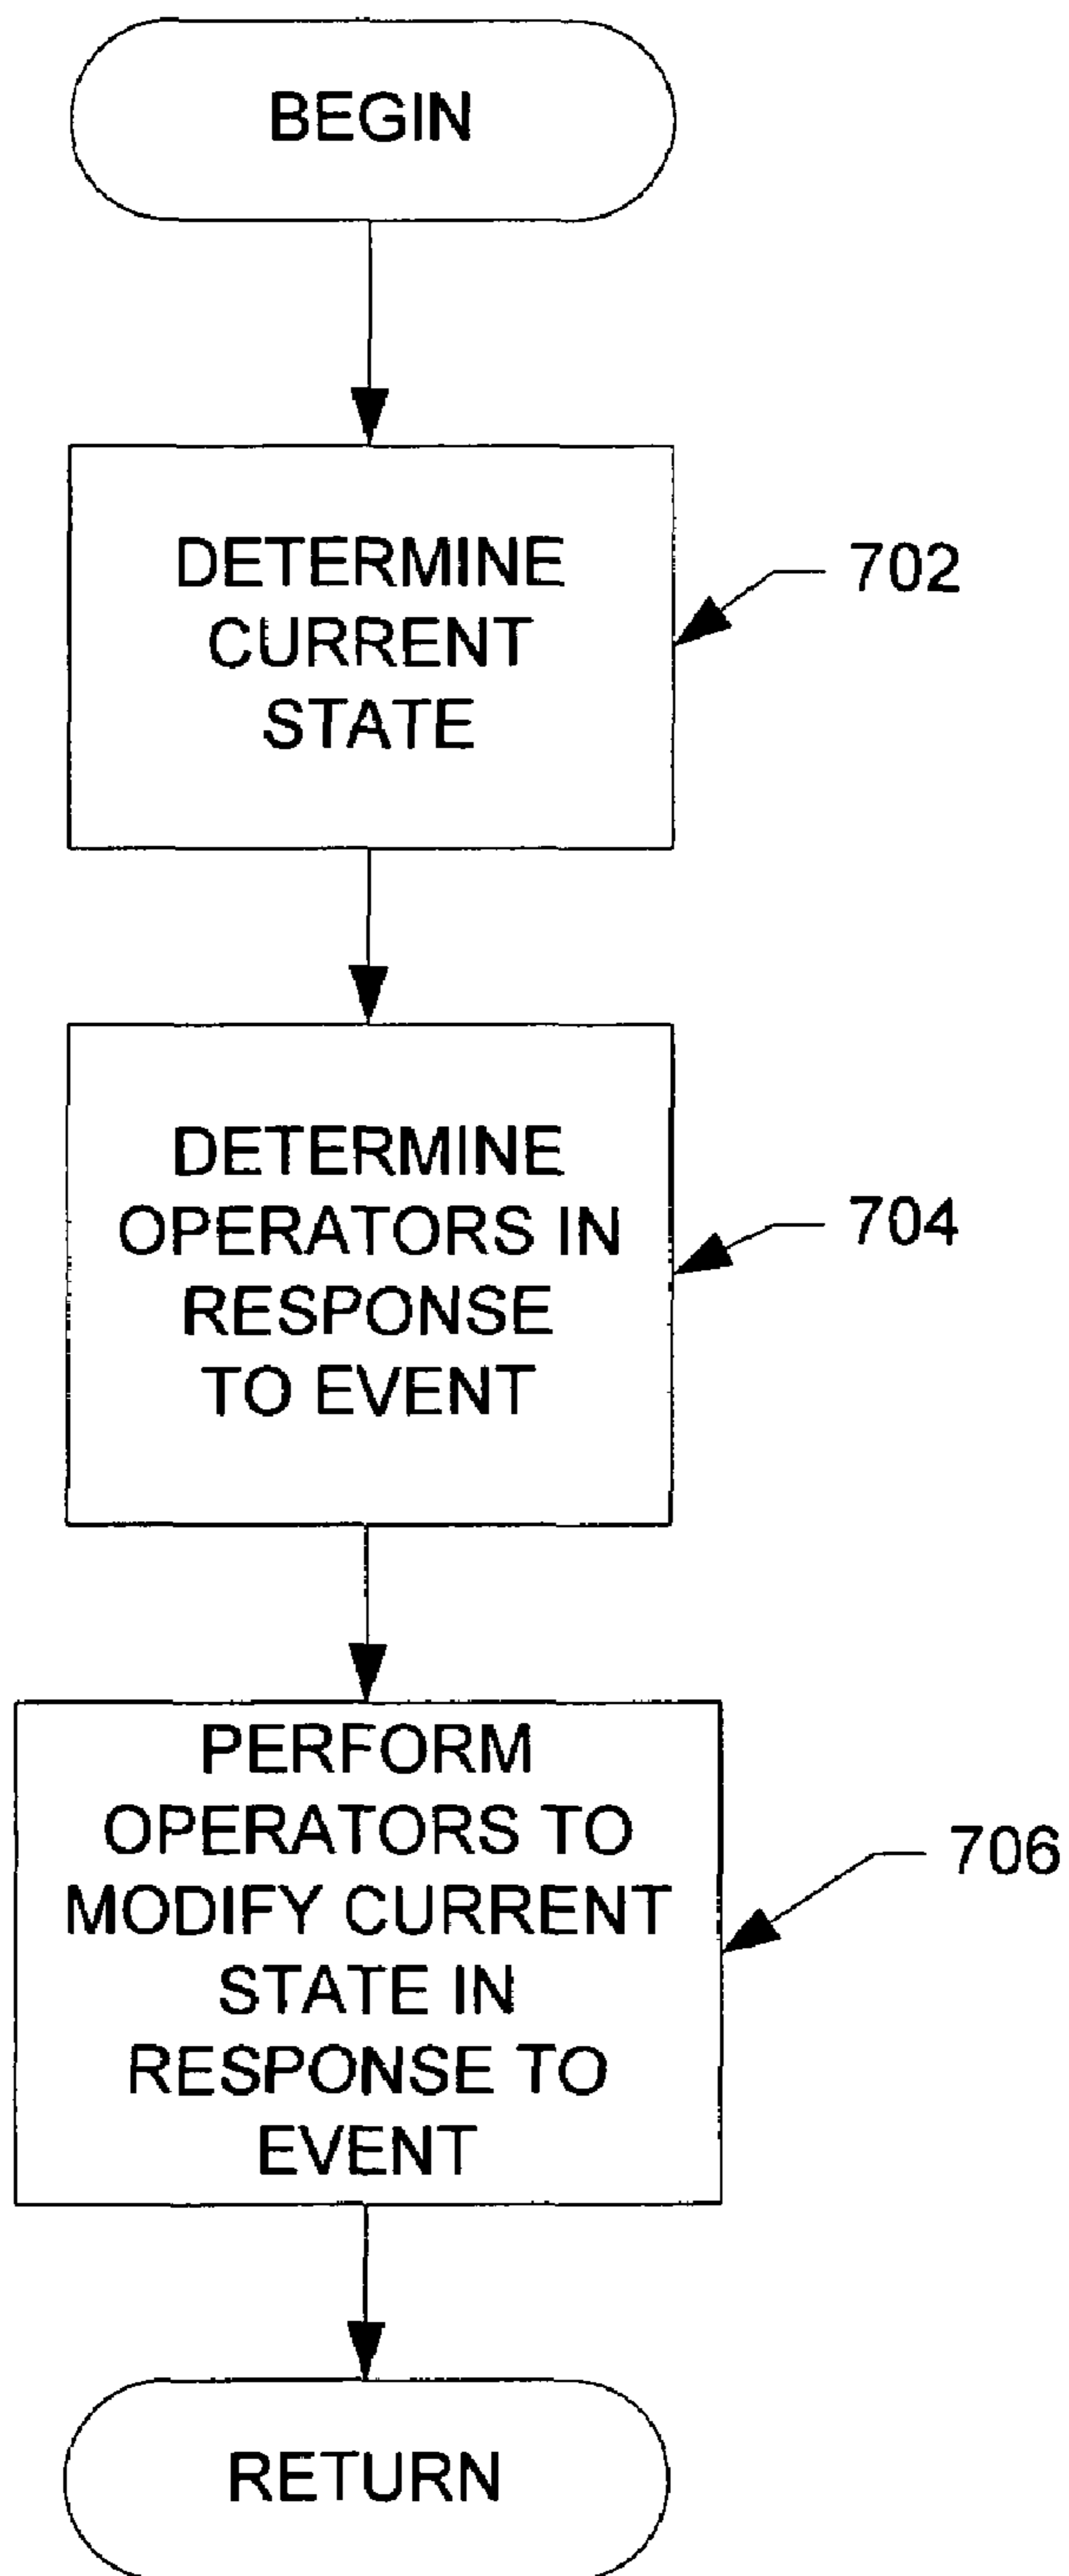 BEGIN
DETERMINE
CURRENT
STATE
702
DETERMINE
OPERATORS IN
RESPONSE
TO EVENT
704
PERFORM
OPERATORS TO
MODIFY CURRENT
STATE IN
RESPONSE TO
EVENT
706
RETURN